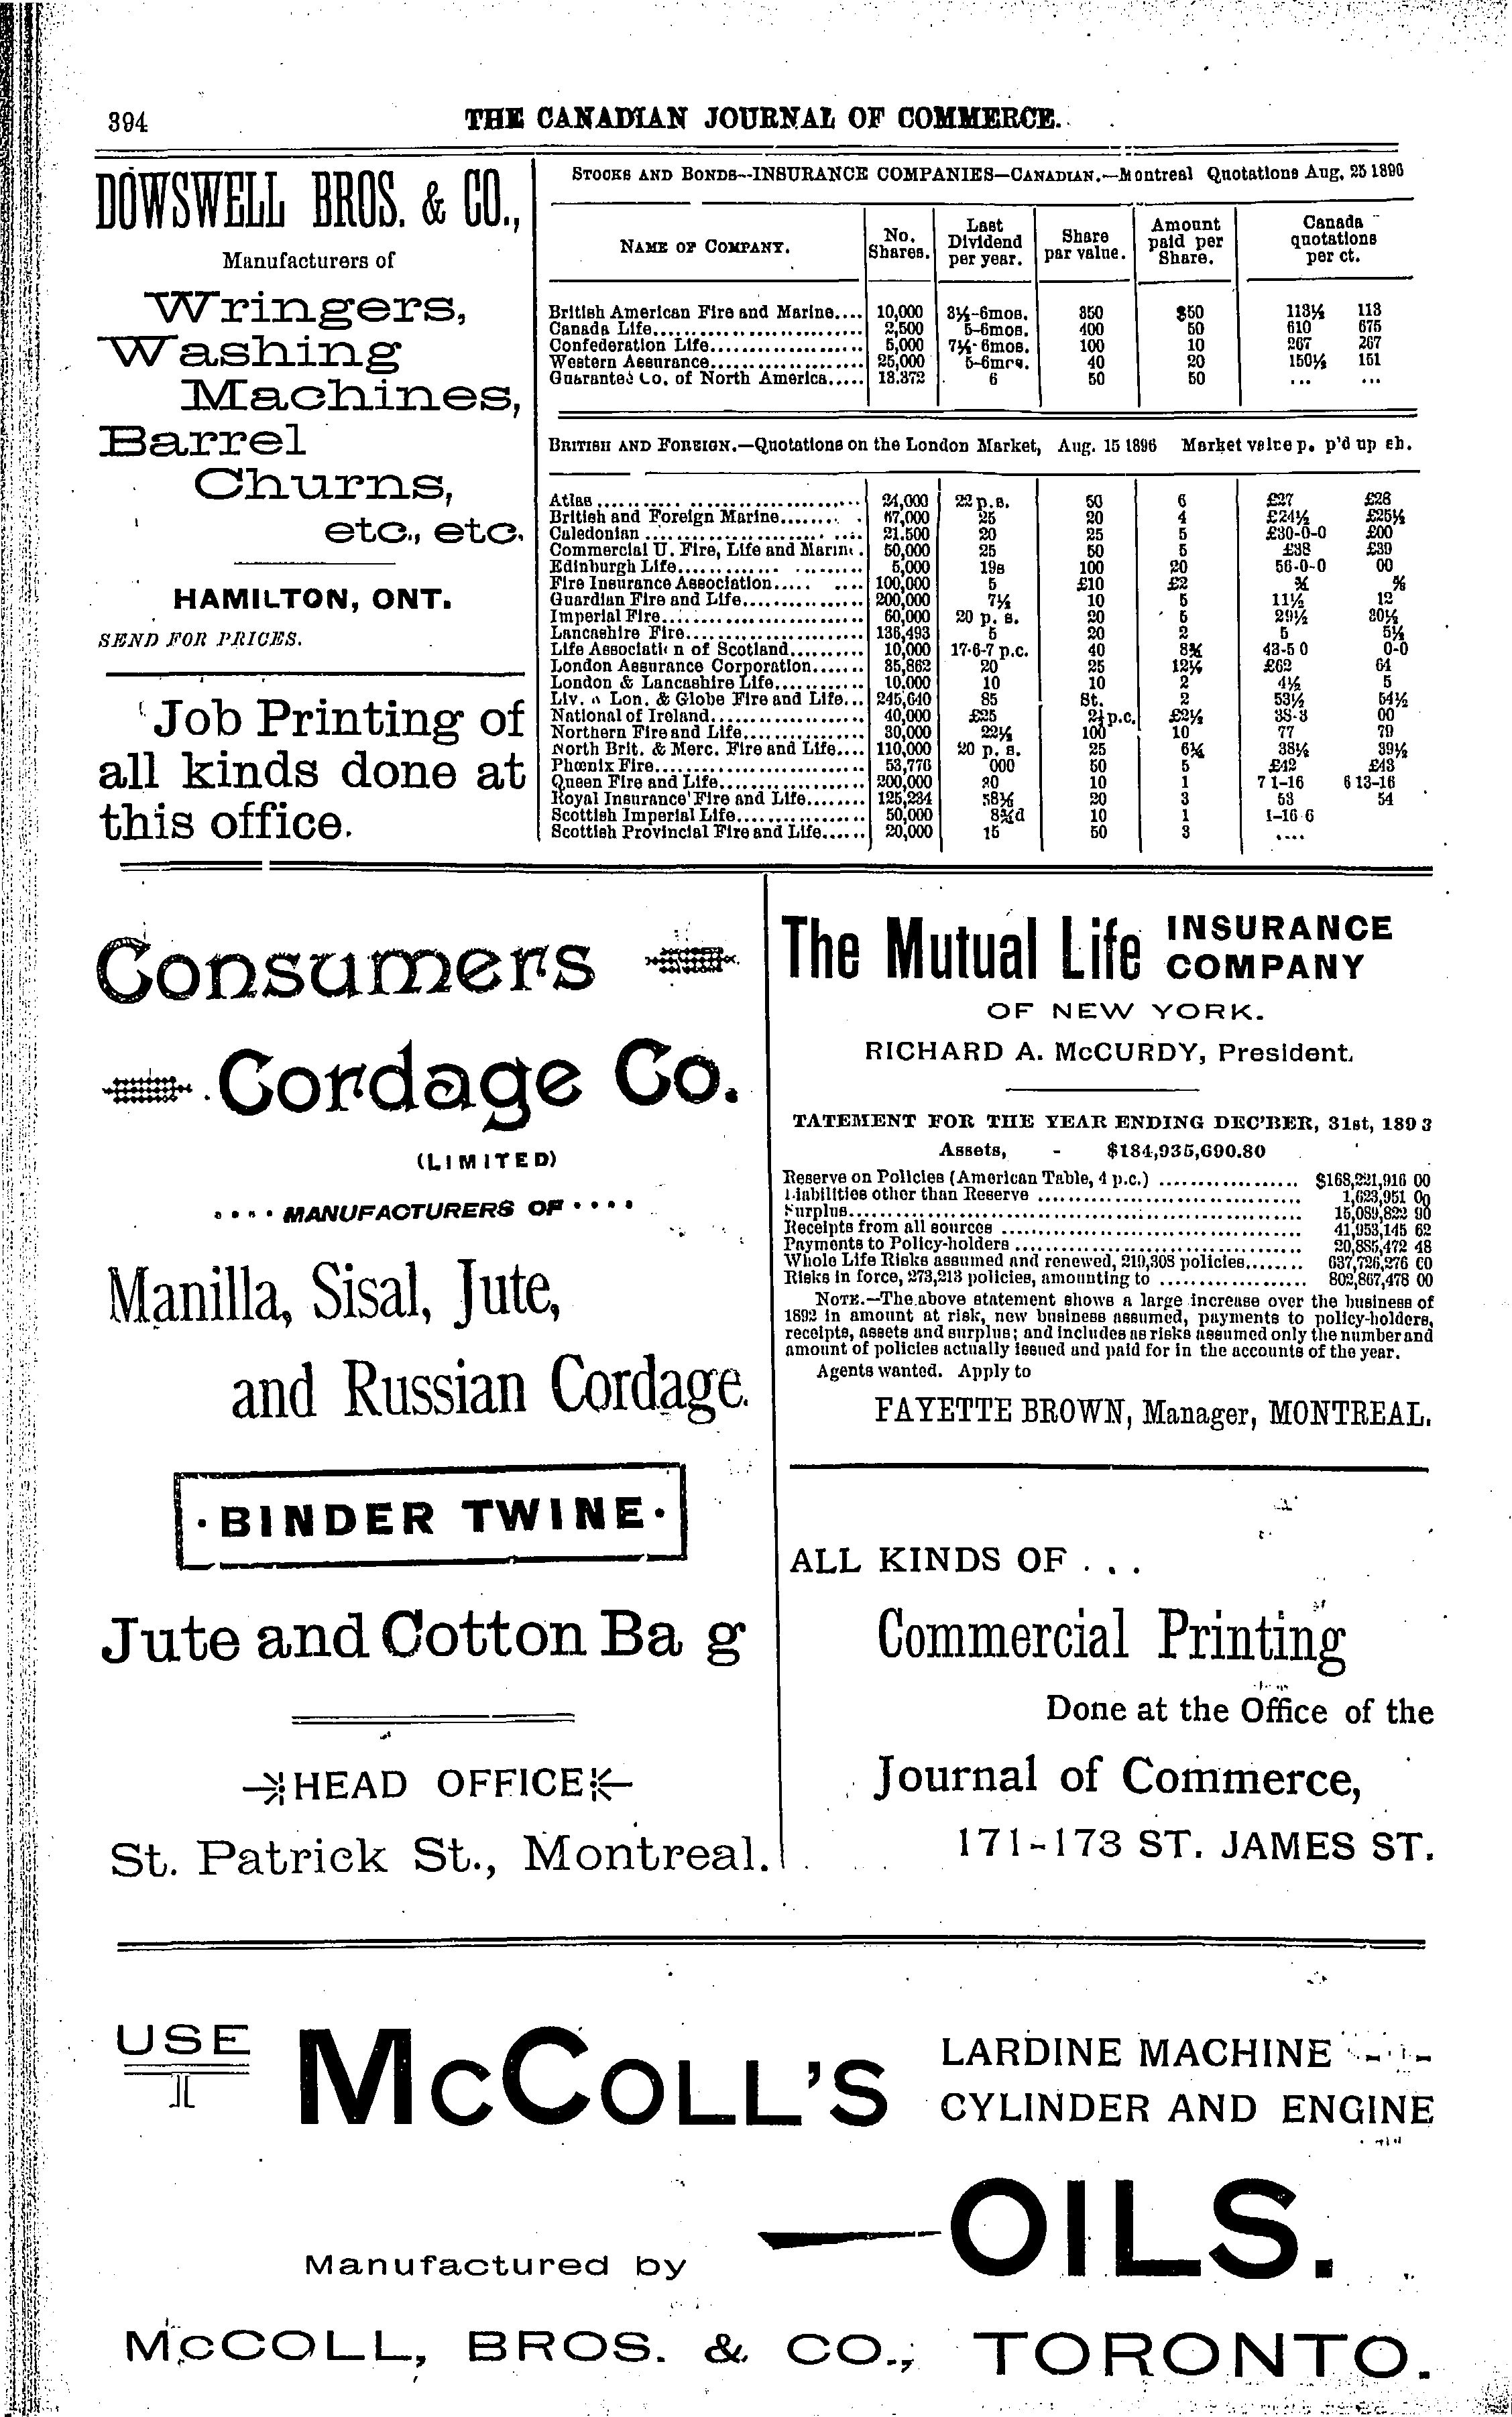 394
THE CANADIAN JOURNAL OF COMMERCE.
DOWSWELL BROS. & CO.,
Manufacturers of
Wringers,
Washing
Machines,
Barrel
Churns,
etc., etc.
HAMILTON, ONT.
SEND FOR PRICES.
Job Printing of
all kinds done at
this office.
STOCKS AND BONDS--INSURANCE COMPANIES—CANADIAN.—Montreal Quotations Aug. 25 1896
NAME OF COMPANY. No. Shares. Last Dividend per year. Share par value. Amount paid per Share. Canada quotations per ct.
British American Fire and Marine.... 10,000 3½-6mos. 350 $50 113½ 113
Canada Life 2,500 5-6mos. 400 50 610 675
Confederation Life 5,000 7½-6mos. 100 10 267 267
Western Assurance 25,000 5-6mos. 40 20 150½ 151
Guarantee Co. of North America..... 13.372 6 50 50 ... ...
BRITISH AND FOREIGN.—Quotations on the London Market, Aug. 15 1896 Market value p. p'd up sh.
Atlas 24,000 22 p.s. 50 6 £27 £28
British and Foreign Marine 67,000 25 20 4 £24½ £25½
Caledonian 21.500 20 25 5 £30-0-0 £00
Commercial U. Fire, Life and Marine. 50,000 25 50 5 £38 £39
Edinburgh Life 5,000 19s 100 20 56-0-0 00
Fire Insurance Association 100,000 5 £10 £2
Guardian Fire and Life 200,000 7½ 10 5 11½ 12
Imperial Fire 60,000 20 p. s. 20 5 29½ 30½
Lancashire Fire 136,493 5 20 2 5 5½
Life Association of Scotland 10,000 17-6-7 p.c. 40 8¾ 43-5 0 0-0
London Assurance Corporation 35,862 20 25 12½ £62 64
London & Lancashire Life 10.000 10 10 2 4½ 5
Liv. & Lon. & Globe Fire and Life... 245,640 85 St. 2 53½ 54½
National of Ireland 40,000 £25 2½ p.c. £2½ 38-3 00
Northern Fire and Life 30,000 22½ 100 10 77 79
North Brit. & Merc. Fire and Life.... 110,000 20 p. s. 25 6¼ 38½ 39½
Phœnix Fire 53,776 000 50 5 £42 £43
Queen Fire and Life 200,000 30 10 1 7 1-16 6 13-16
Royal Insurance Fire and Life 125,234 58½ 20 3 53 54
Scottish Imperial Life 50,000 8¾d 10 1 1-16 6
Scottish Provincial Fire and Life...... 20,000 15 50 3 ....
Consumers
Cordage Co.
(LIMITED)
.... MANUFACTURERS OF ....
Manilla, Sisal, Jute,
and Russian Cordage.
·BINDER TWINE·
Jute and Cotton Ba g
HEAD OFFICE
St. Patrick St., Montreal.
The Mutual Life INSURANCE COMPANY
OF NEW YORK.
RICHARD A. McCURDY, President.
TATEMENT FOR THE YEAR ENDING DEC'BER, 31st, 1893
Assets, - $184,935,690.80
Reserve on Policies (American Table, 4 p.c.) $168,221,916 00
Liabilities other than Reserve 1,623,951 00
Surplus 15,089,822 90
Receipts from all sources 41,953,145 62
Payments to Policy-holders 20,885,472 48
Whole Life Risks assumed and renewed, 219,308 policies........ 637,726,276 00
Risks in force, 273,213 policies, amounting to 802,867,478 00
NOTE.—The above statement shows a large increase over the business of
1892 in amount at risk, new business assumed, payments to policy-holders,
receipts, assets and surplus; and includes as risks assumed only the number and
amount of policies actually issued and paid for in the accounts of the year.
Agents wanted. Apply to
FAYETTE BROWN, Manager, MONTREAL.
ALL KINDS OF ...
Commercial Printing
Done at the Office of the
Journal of Commerce,
171-173 ST. JAMES ST.
USE
McCOLL'S
LARDINE MACHINE
CYLINDER AND ENGINE
—OILS.
Manufactured by
McCOLL, BROS. & CO., TORONTO.